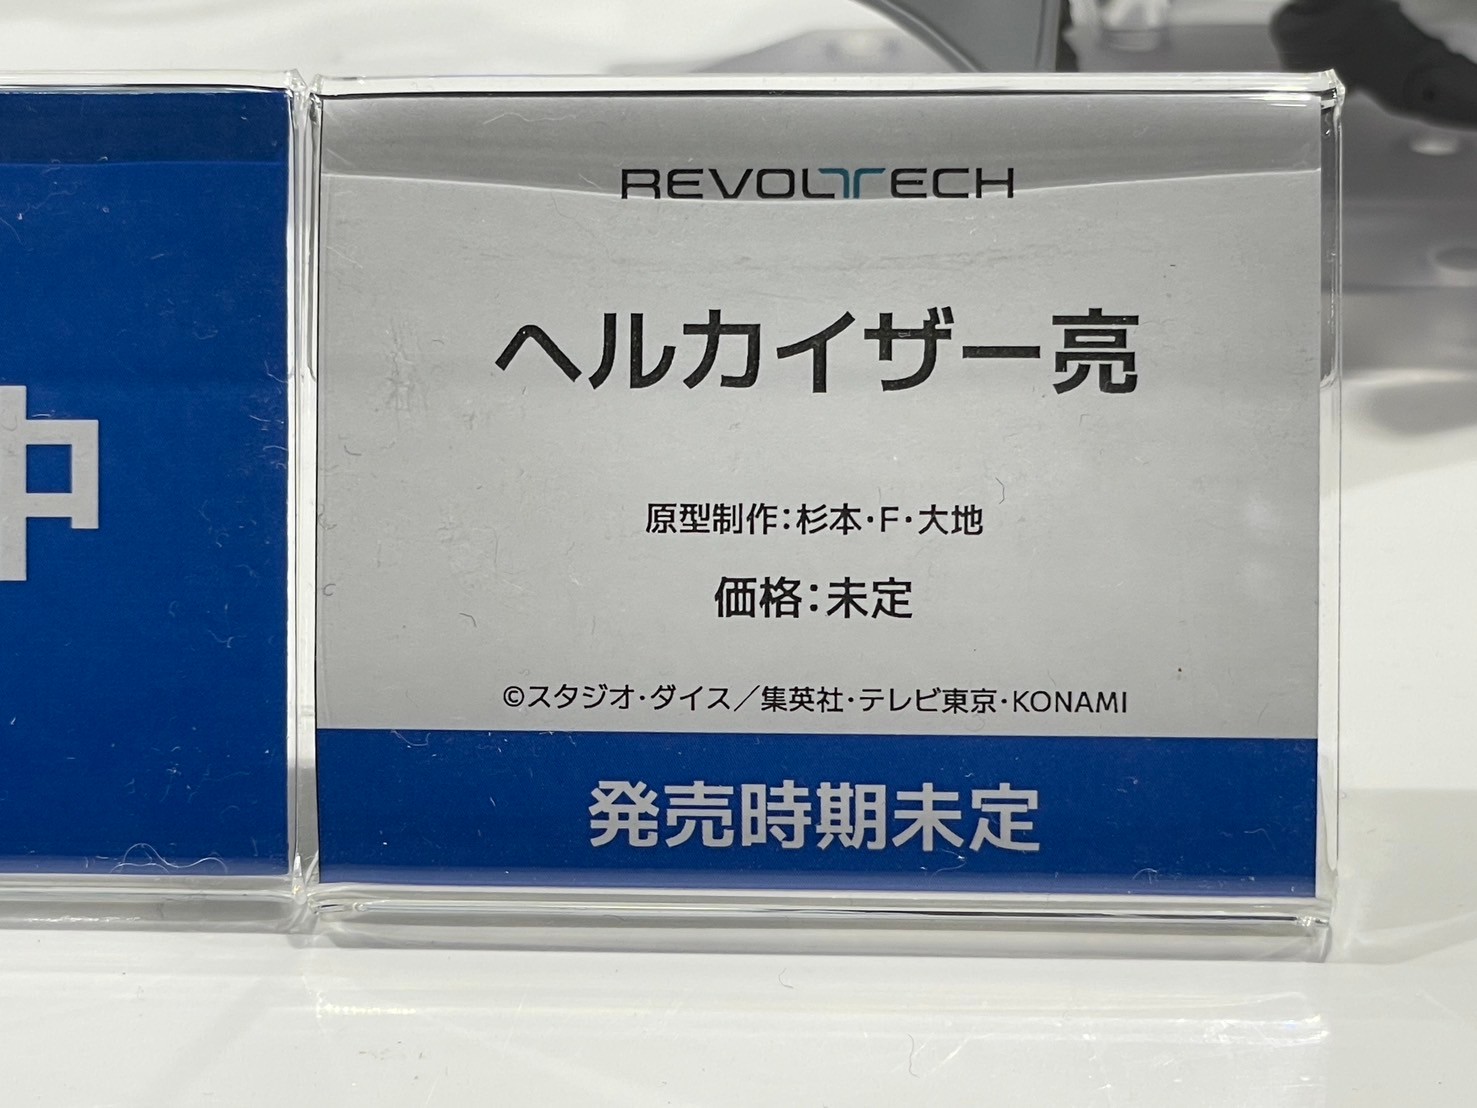 中
REVOLTECH
ヘルカイザー亮
原型制作：杉本・F・大地
価格：未定
©スタジオ・ダイス／集英社・テレビ東京・KONAMI
発売時期未定